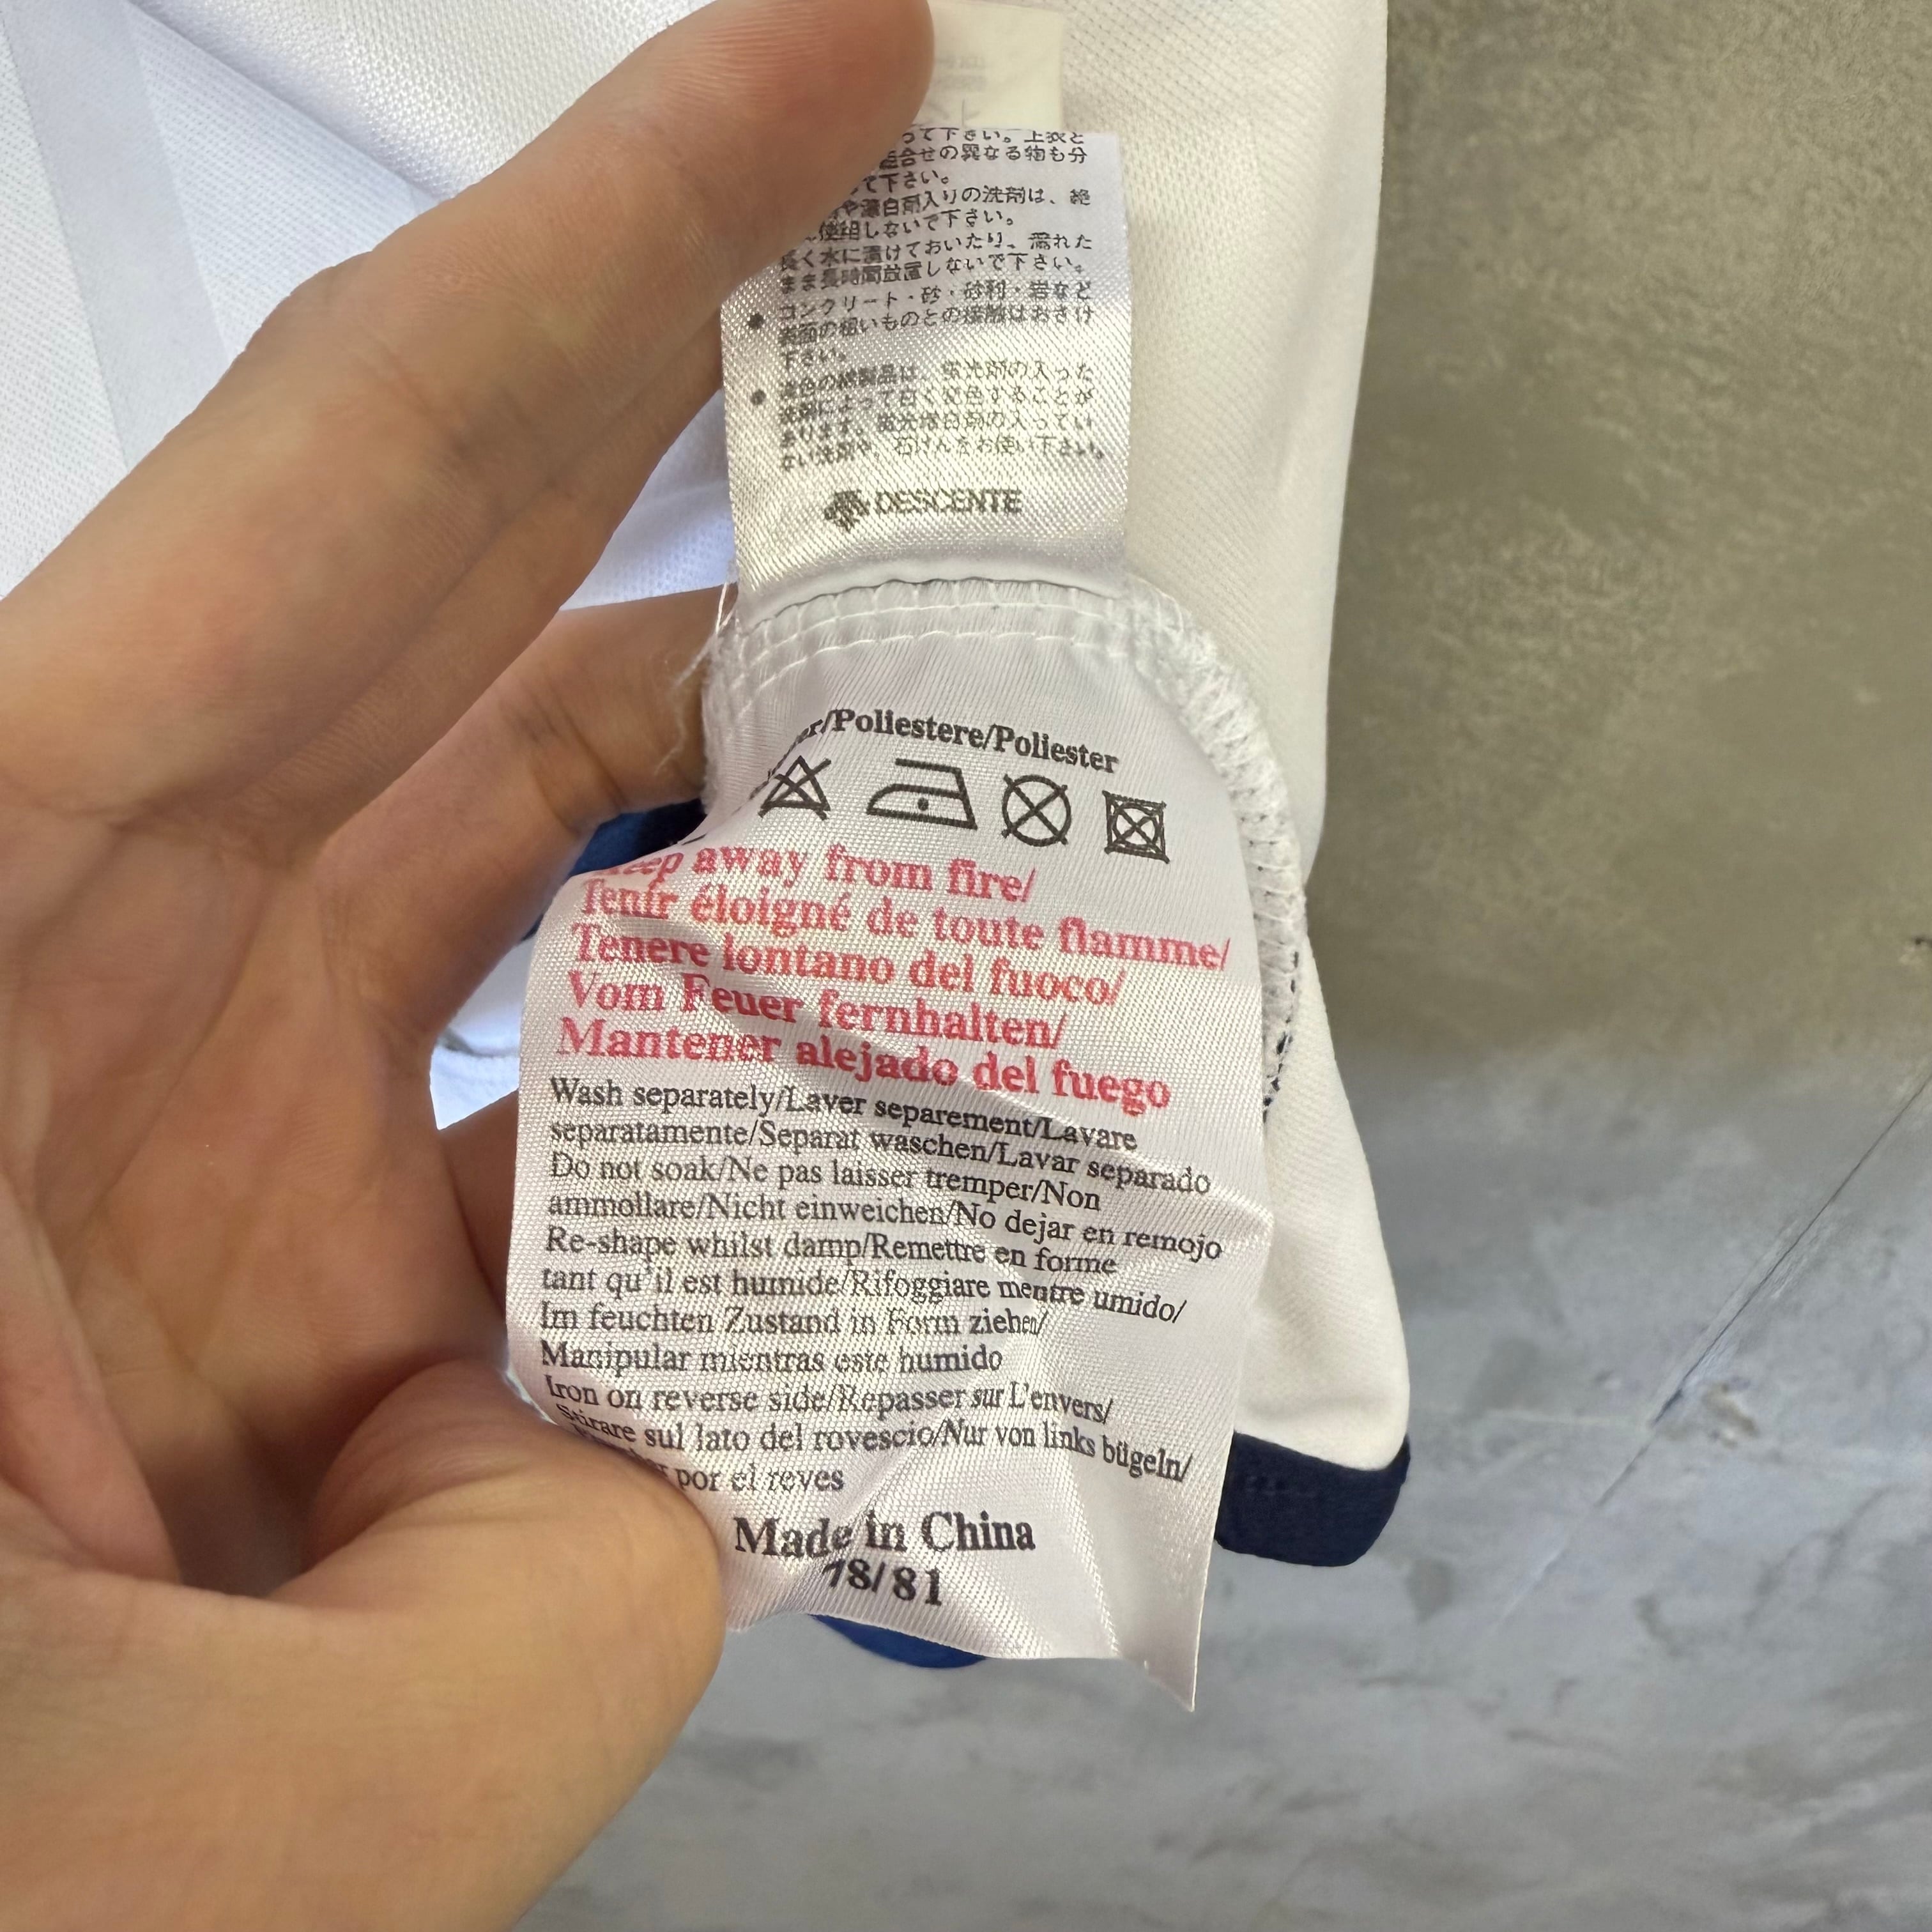 って下さい。上衣と
組合せの異なる物も分
て下さい。
や漂白剤入りの洗剤は、絶
しないで下さい。
長く水に漬けておいたり、濡れた
まま長時間放置しないで下さい。
● コンクリート・砂・砂利・岩など
表面の粗いものとの接触はおさけ
下さい。
● 淡色の綿製品は、蛍光剤の入った
洗剤によって白く変色することが
あります。蛍光増白剤の入ってい
ない洗剤や、石けんをお使い下さい。
DESCENTE
er/Poliestere/Poliester
Keep away from fire/
Tenir éloigné de toute flamme/
Tenere lontano del fuoco/
Vom Feuer fernhalten/
Mantener alejado del fuego
Wash separately/Laver separement/Lavare
separatamente/Separat waschen/Lavar separado
Do not soak/Ne pas laisser tremper/Non
ammollare/Nicht einweichen/No dejar en remojo
Re-shape whilst damp/Remettre en forme
tant qu'il est humide/Rifoggiare mentre umido/
Im feuchten Zustand in Form ziehen/
Manipular mientras este humido
Iron on reverse side/Repasser sur L'envers/
Stirare sul lato del rovescio/Nur von links bügeln/
por el reves
Made in China
78/81